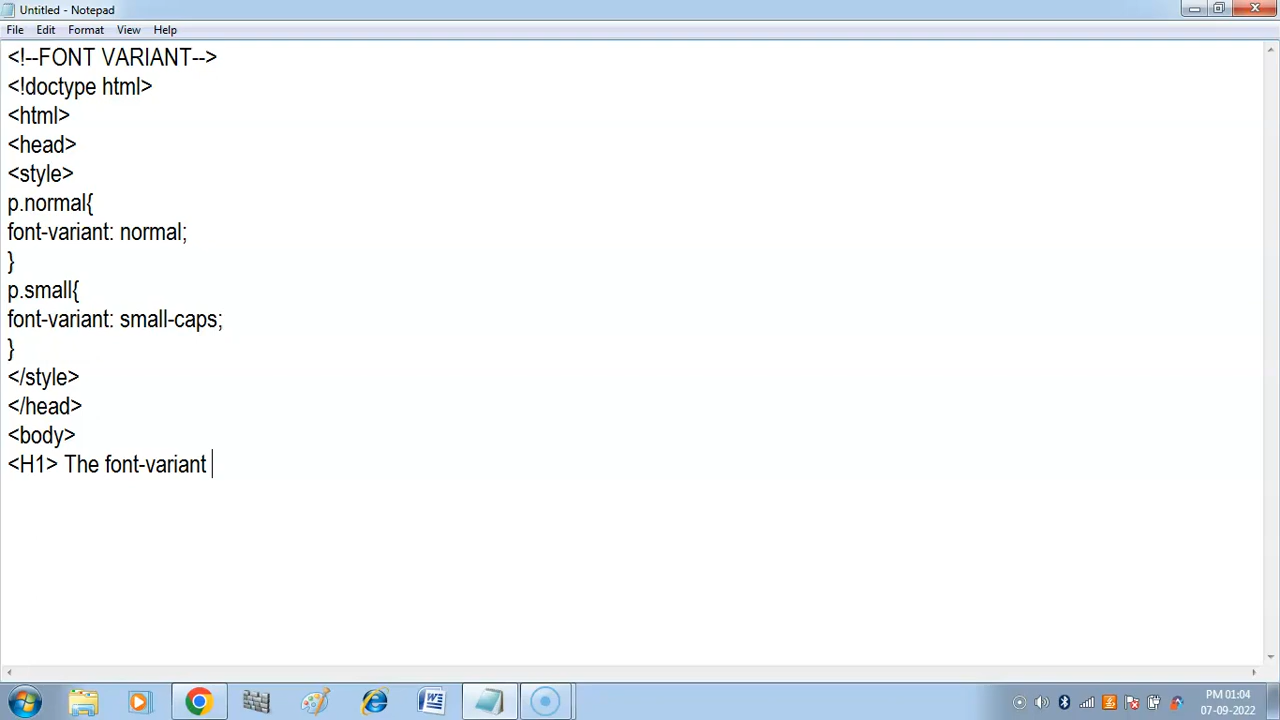 Untitled - Notepad
File Edit Format View Help
<!--FONT VARIANT-->
<!doctype html>
<html>
<head>
<style>
p.normal{
font-variant: normal;
}
p.small{
font-variant: small-caps;
}
</style>
</head>
<body>
<H1> The font-variant
PM 01:04
07-09-2022